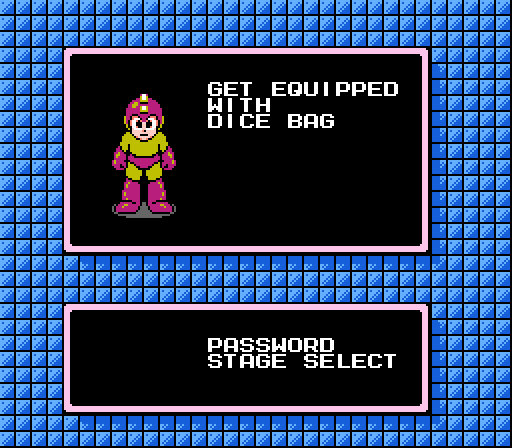 GET EQUIPPED
WITH
DICE BAG
PASSWORD
STAGE SELECT